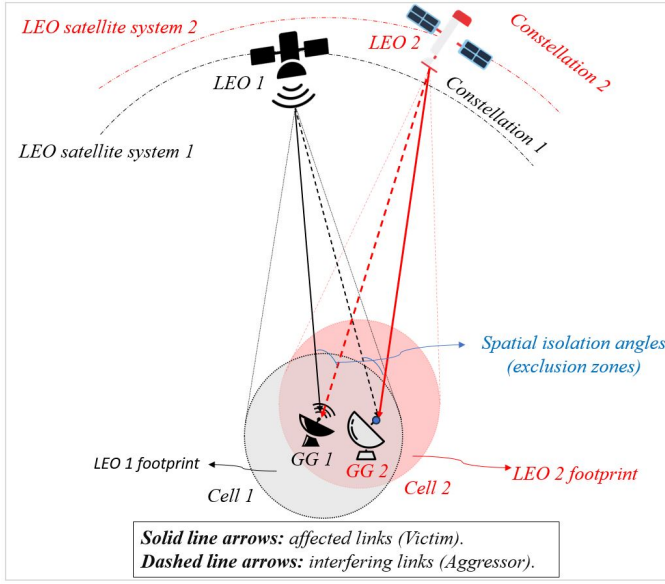 LEO satellite system 2
LEO 2
Constellation 2
LEO 1
Constellation 1
LEO satellite system 1
Spatial isolation angles
(exclusion zones)
GG 1
GG 2
LEO 1 footprint
LEO 2 footprint
Cell 1
Cell 2
Solid line arrows: affected links (Victim).
Dashed line arrows: interfering links (Aggressor).